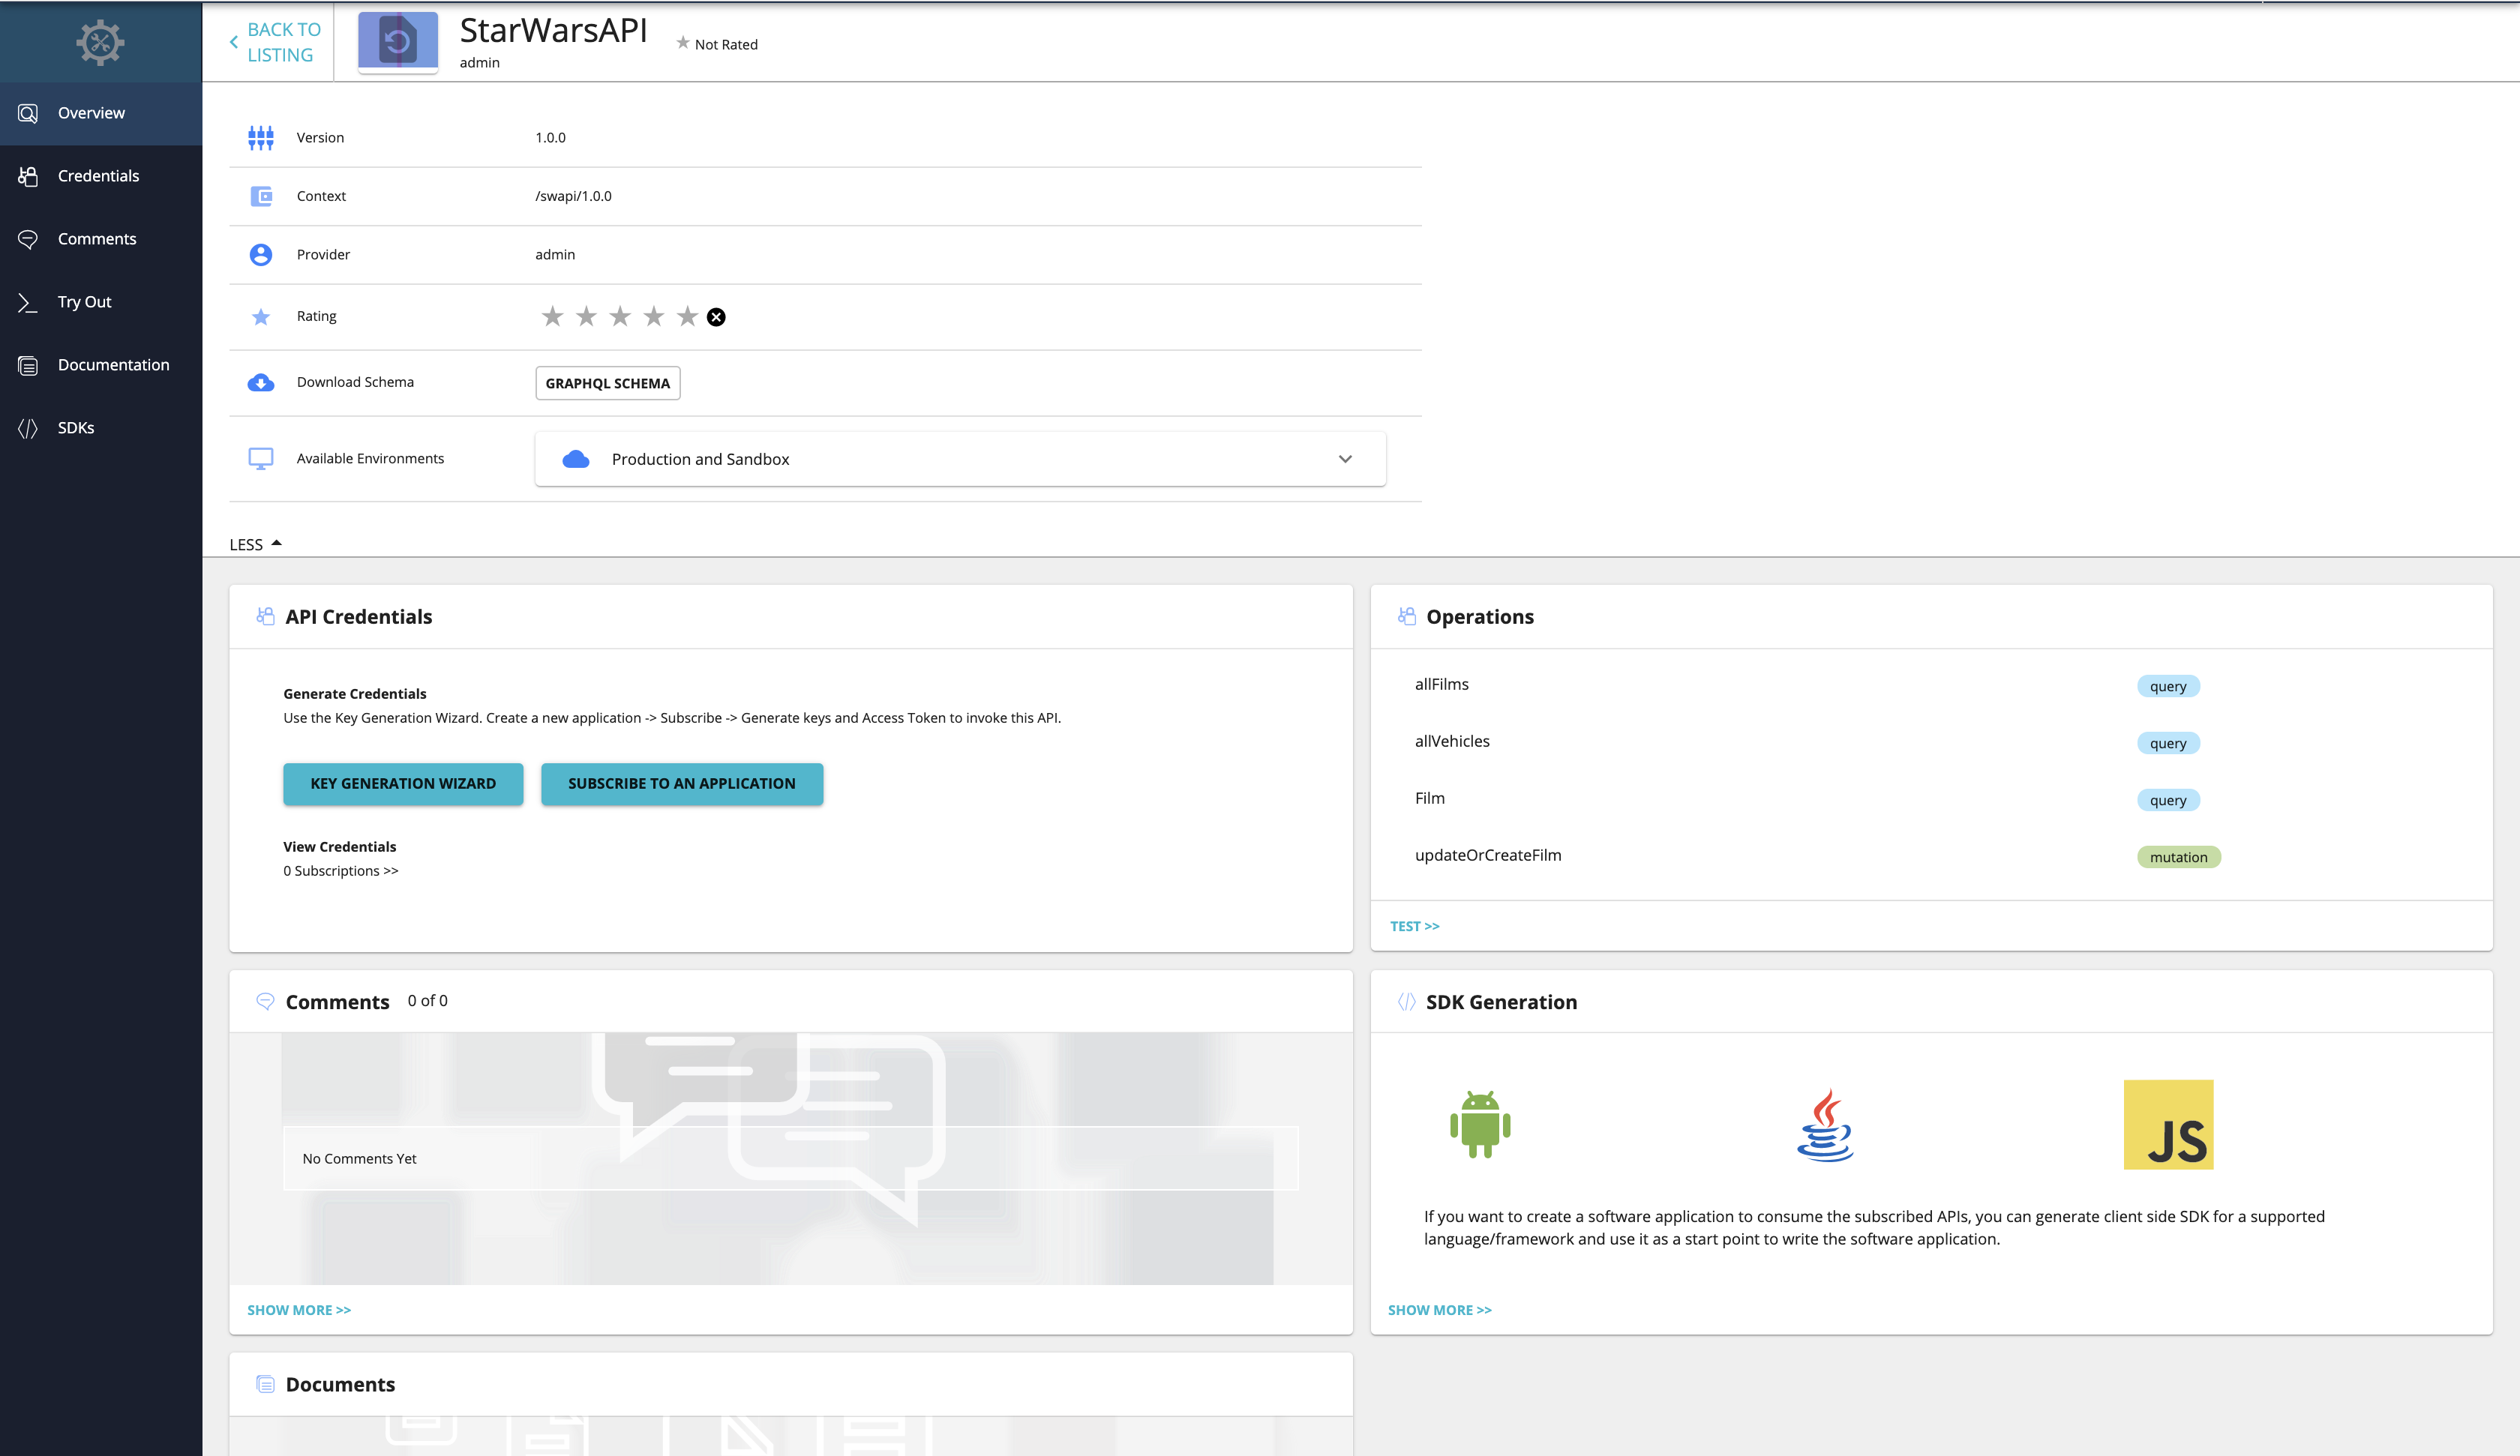 BACK TO
LISTING
StarWarsAPI
Not Rated
admin
Overview
Credentials
Comments
Try Out
Documentation
SDKs
Version 1.0.0
Context /swapi/1.0.0
Provider admin
Rating
Download Schema GRAPHQL SCHEMA
Available Environments Production and Sandbox
LESS
API Credentials
Generate Credentials
Use the Key Generation Wizard. Create a new application -> Subscribe -> Generate keys and Access Token to invoke this API.
KEY GENERATION WIZARD SUBSCRIBE TO AN APPLICATION
View Credentials
0 Subscriptions >>
Operations
allFilms query
allVehicles query
Film query
updateOrCreateFilm mutation
TEST >>
Comments 0 of 0
No Comments Yet
SHOW MORE >>
SDK Generation
JS
If you want to create a software application to consume the subscribed APIs, you can generate client side SDK for a supported
language/framework and use it as a start point to write the software application.
SHOW MORE >>
Documents